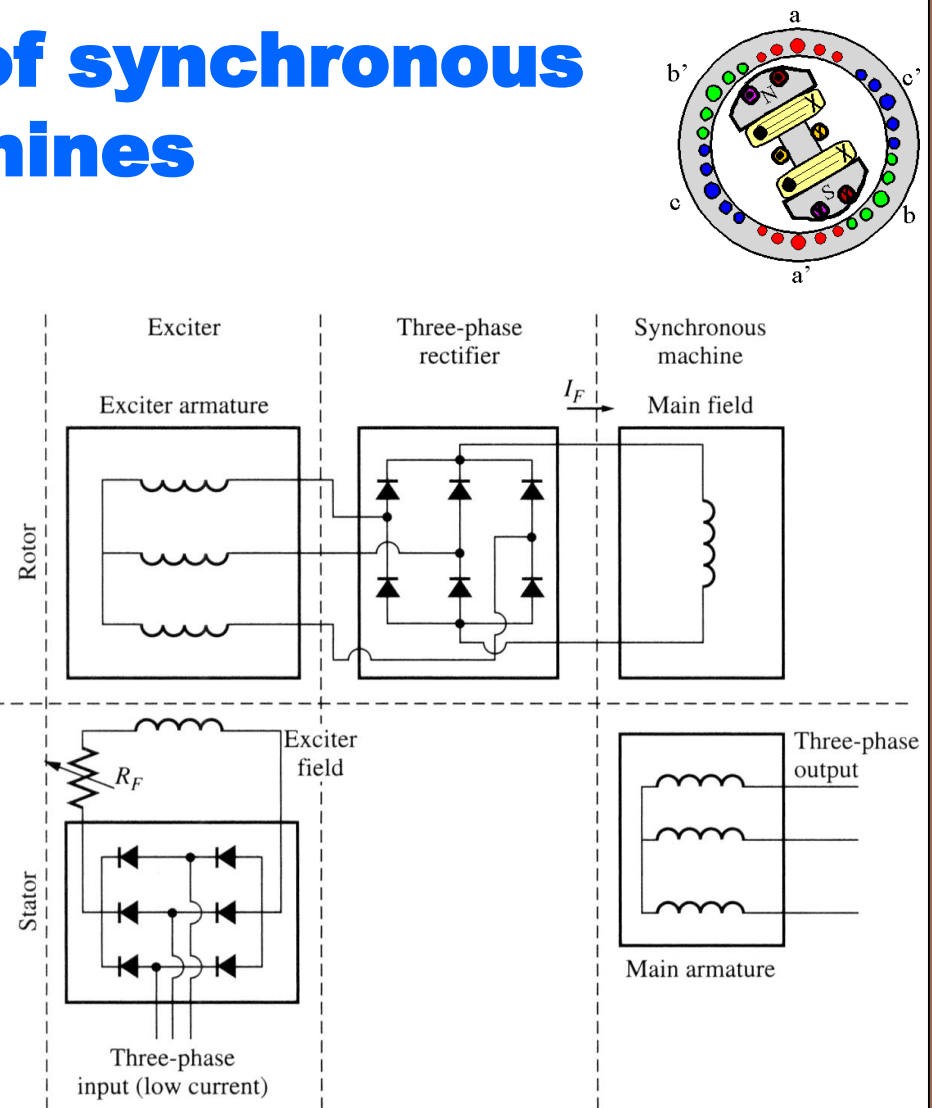 of synchronous
hines
a
b’
c’
N
X
X
S
c
b
a’
Exciter
Three-phase
rectifier
Synchronous
machine
Exciter armature
I_F
Main field
Rotor
Exciter
field
R_F
Three-phase
output
Stator
Main armature
Three-phase
input (low current)